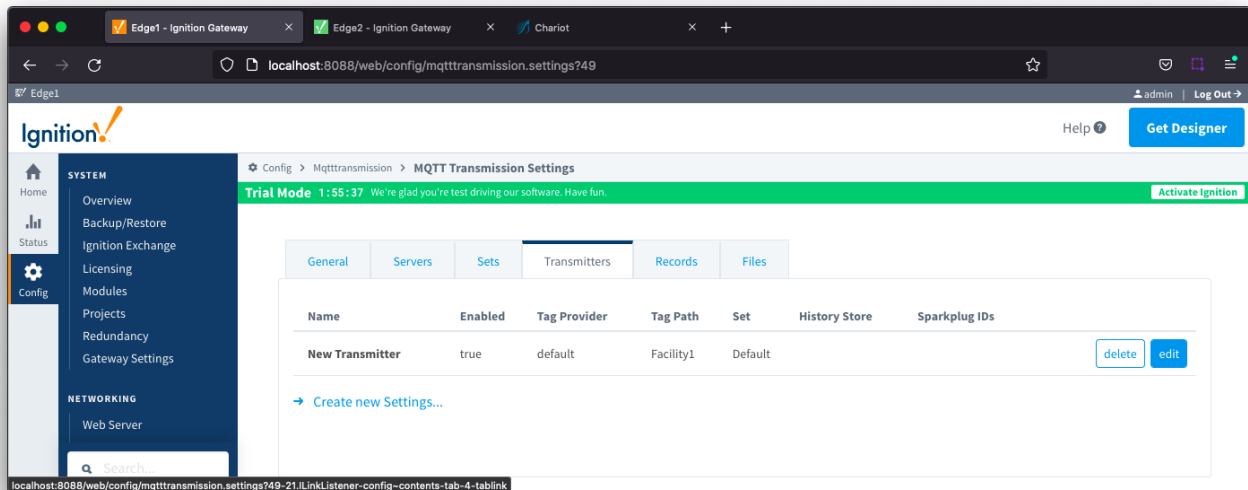 Edge1 - Ignition Gateway
Edge2 - Ignition Gateway
Chariot
localhost:8088/web/config/mqtttransmission.settings?49
Edge1
admin | Log Out
Ignition!
Help
Get Designer
Home
Status
Config
SYSTEM
Overview
Backup/Restore
Ignition Exchange
Licensing
Modules
Projects
Redundancy
Gateway Settings
NETWORKING
Web Server
Search...
Config > Mqtttransmission > MQTT Transmission Settings
Trial Mode 1:55:37 We're glad you're test driving our software. Have fun.
Activate Ignition
General Servers Sets Transmitters Records Files
Name Enabled Tag Provider Tag Path Set History Store Sparkplug IDs
New Transmitter true default Facility1 Default delete edit
Create new Settings...
localhost:8088/web/config/mqtttransmission.settings?49-21.ILinkListener-config~contents-tab-4-tablink